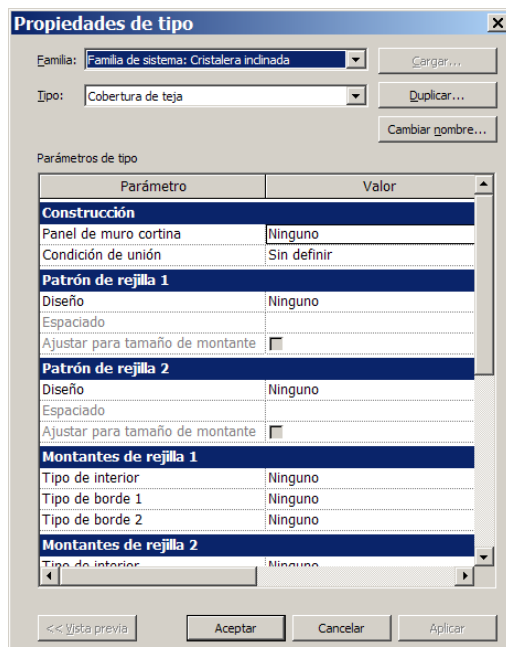 Propiedades de tipo
Familia: Familia de sistema: Cristalera inclinada Cargar...
Tipo: Cobertura de teja Duplicar...
Cambiar nombre...
Parámetros de tipo
Parámetro Valor
Construcción
Panel de muro cortina Ninguno
Condición de unión Sin definir
Patrón de rejilla 1
Diseño Ninguno
Espaciado
Ajustar para tamaño de montante
Patrón de rejilla 2
Diseño Ninguno
Espaciado
Ajustar para tamaño de montante
Montantes de rejilla 1
Tipo de interior Ninguno
Tipo de borde 1 Ninguno
Tipo de borde 2 Ninguno
Montantes de rejilla 2
Tipo de interior Ninguno
<< Vista previa Aceptar Cancelar Aplicar